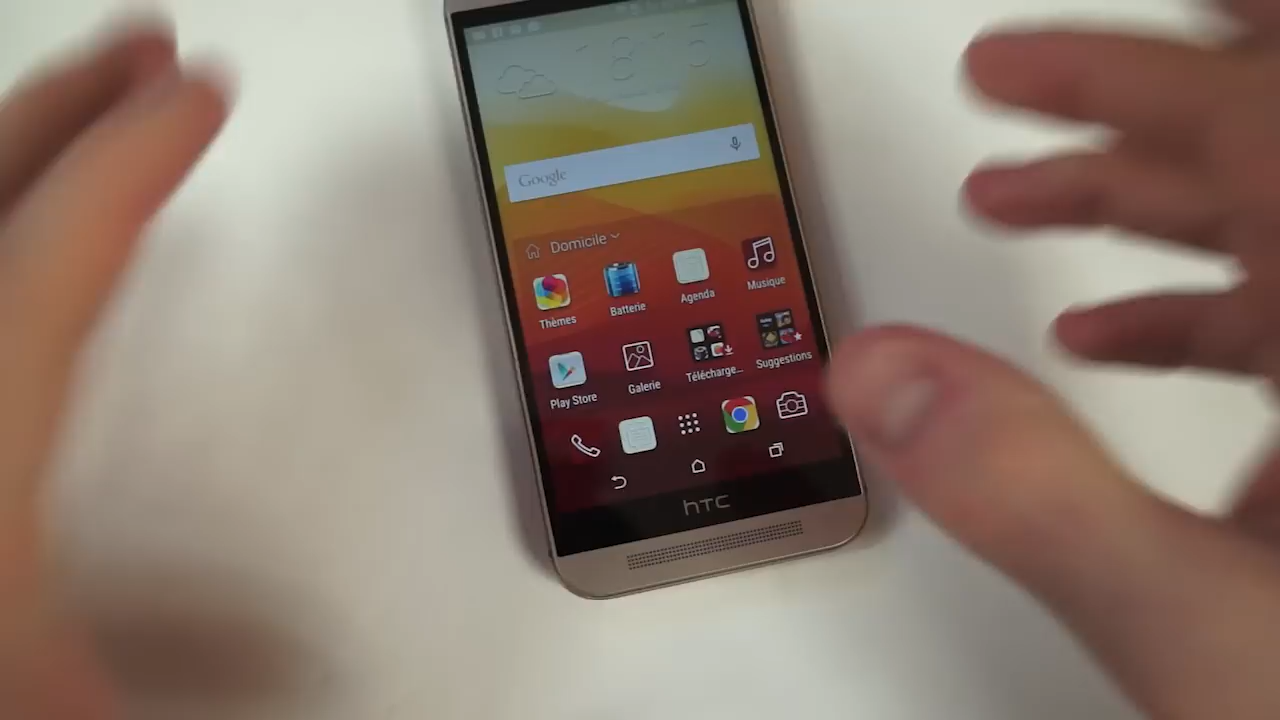 Google
Domicile
Thèmes
Batterie
Agenda
Musique
Play Store
Galerie
Télécharge...
Suggestions
hTC